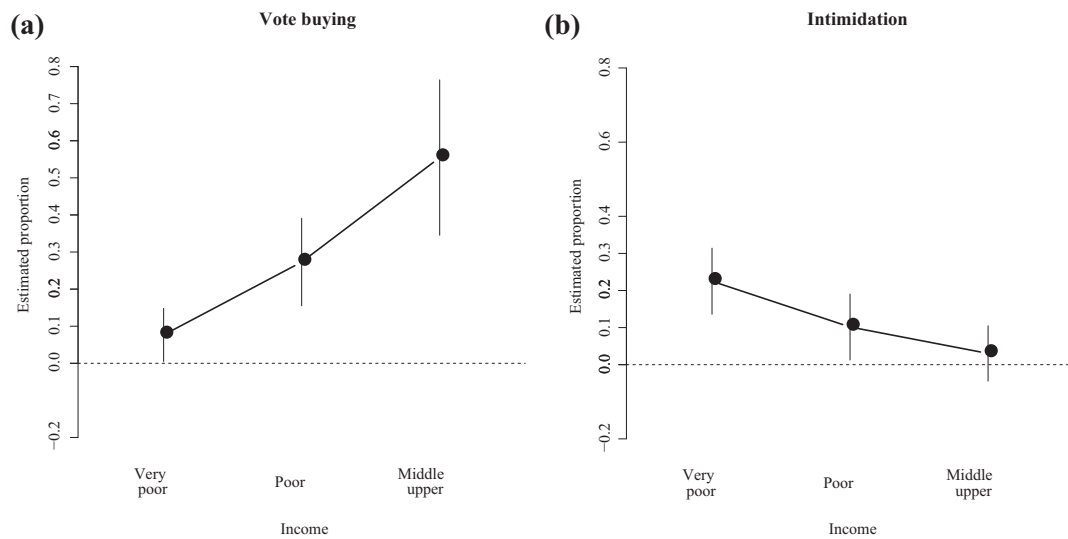 (a)
Vote buying
Estimated proportion
0.8
0.7
0.6
0.5
0.4
0.3
0.2
0.1
0.0
−0.2
Very
poor
Poor
Middle
upper
Income
(b)
Intimidation
Estimated proportion
0.8
0.6
0.4
0.3
0.2
0.1
0.0
−0.2
Very
poor
Poor
Middle
upper
Income